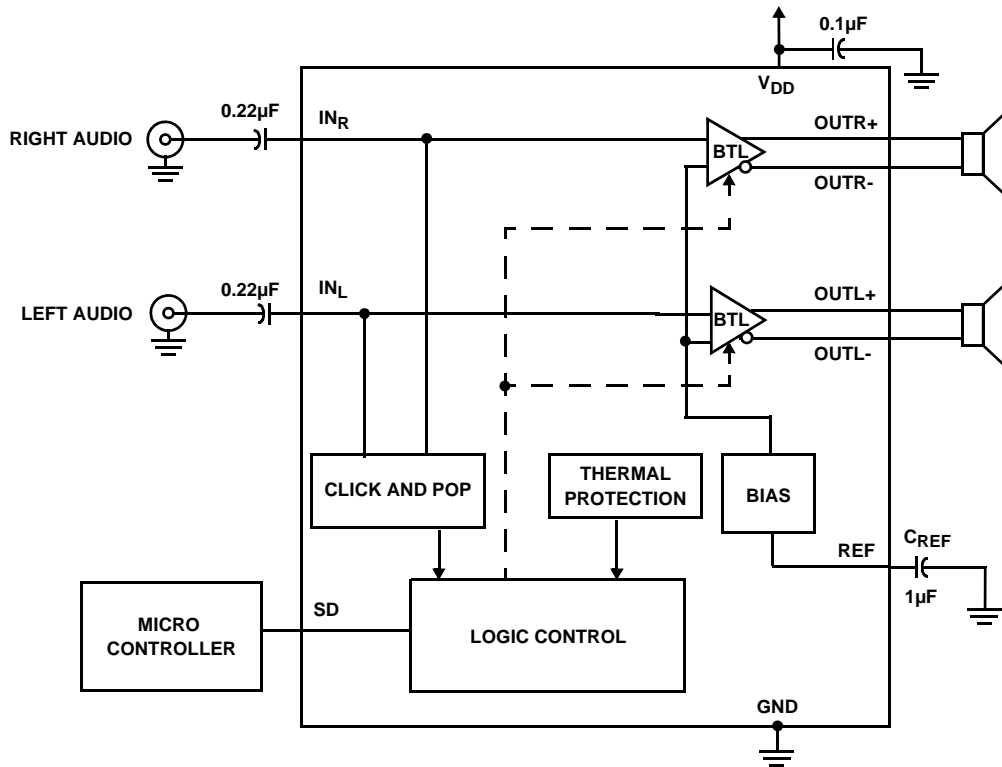 0.1µF
VDD
0.22µF
INR
OUTR+
RIGHT AUDIO
BTL
OUTR-
0.22µF
INL
OUTL+
LEFT AUDIO
BTL
OUTL-
THERMAL
PROTECTION
CLICK AND POP
BIAS
CREF
REF
1µF
SD
MICRO
CONTROLLER
LOGIC CONTROL
GND